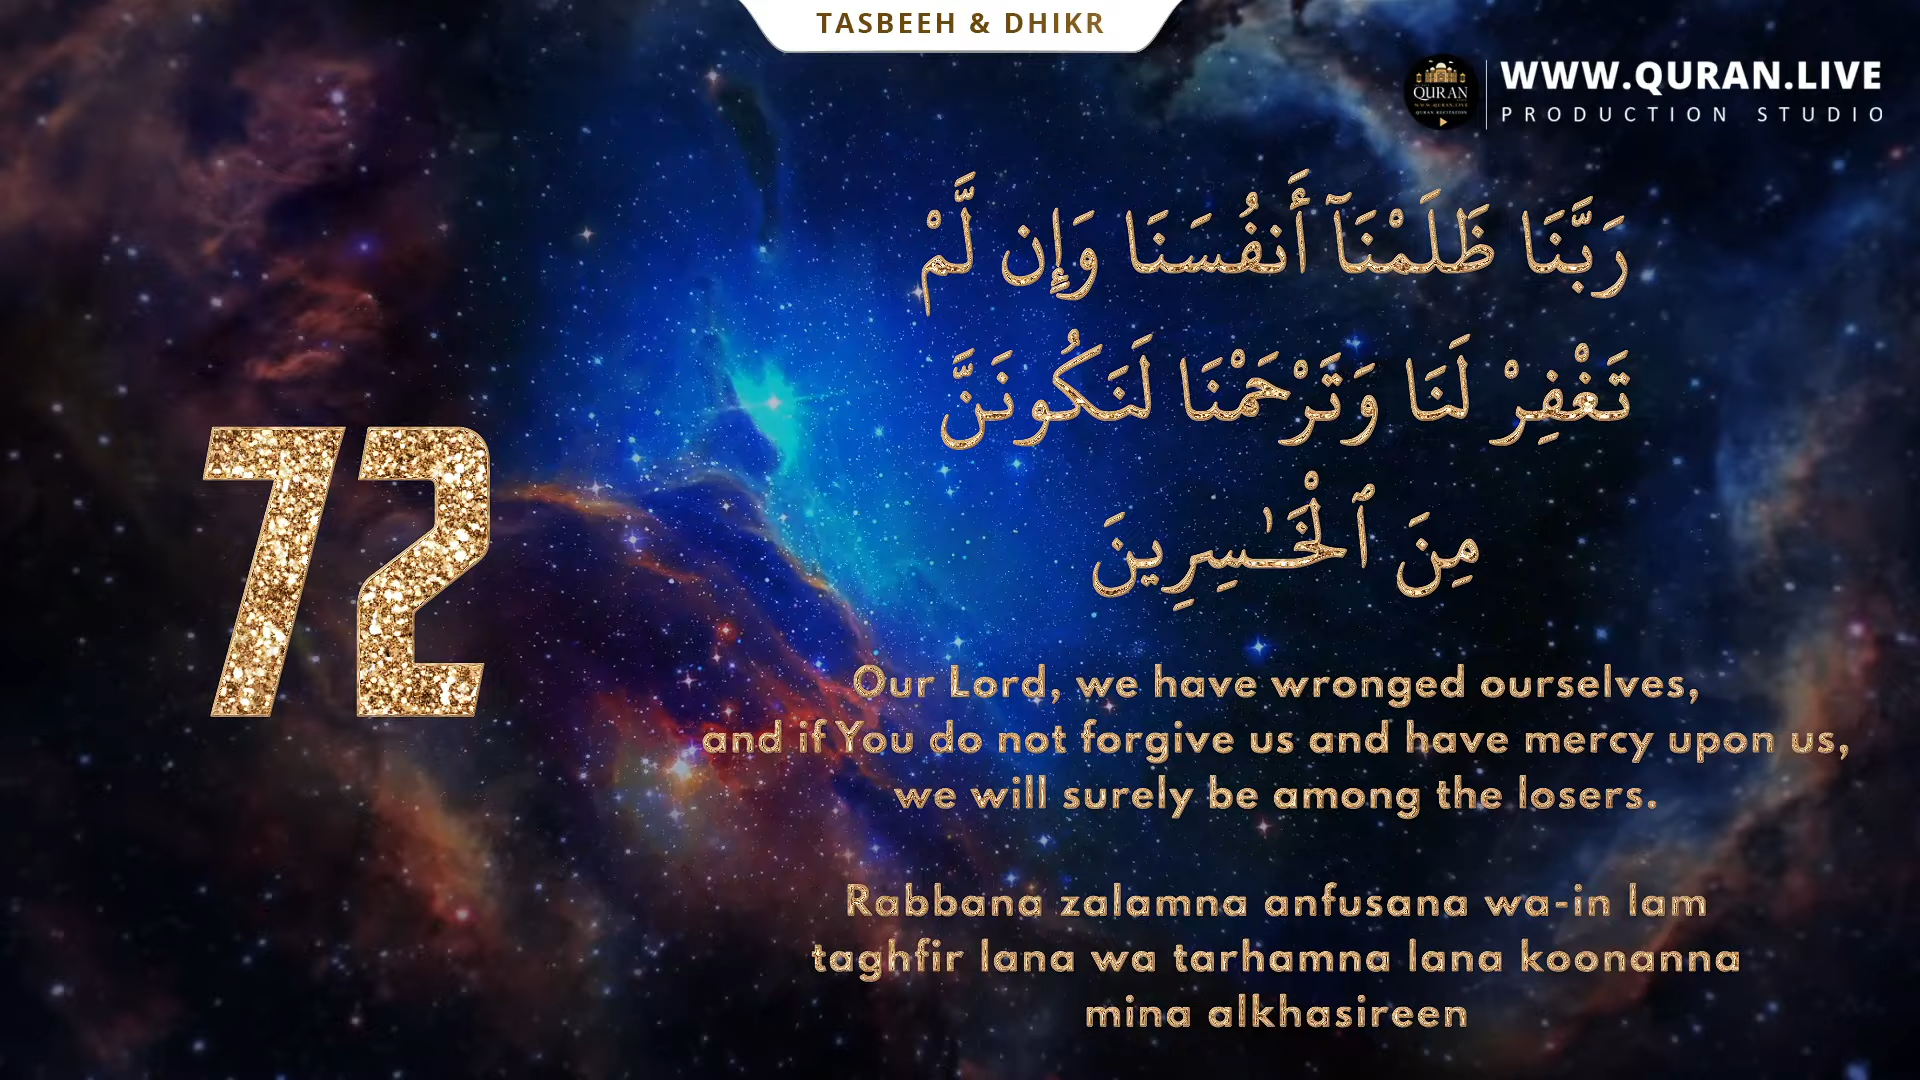 TASBEEH & DHIKR
QURAN
WWW.QURAN.LIVE
PRODUCTION STUDIO
رَبَّنَا ظَلَمْنَآ أَنفُسَنَا وَإِن لَّمْ
تَغْفِرْ لَنَا وَتَرْحَمْنَا لَنَكُونَنَّ
مِنَ ٱلْخَـٰسِرِينَ
72
Our Lord, we have wronged ourselves,
and if You do not forgive us and have mercy upon us,
we will surely be among the losers.
Rabbana zalamna anfusana wa-in lam
taghfir lana wa tarhamna lana koonanna
mina alkhasireen